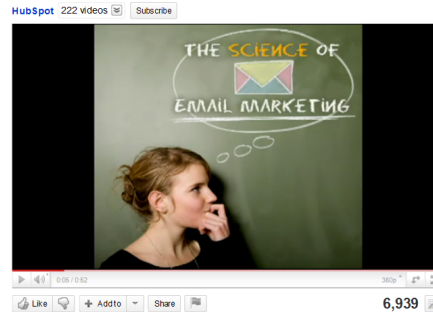 HubSpot 222 videos Subscribe
THE SCIENCE OF
EMAIL MARKETING
0:05 / 0:52
360p
Like Add to Share 6,939